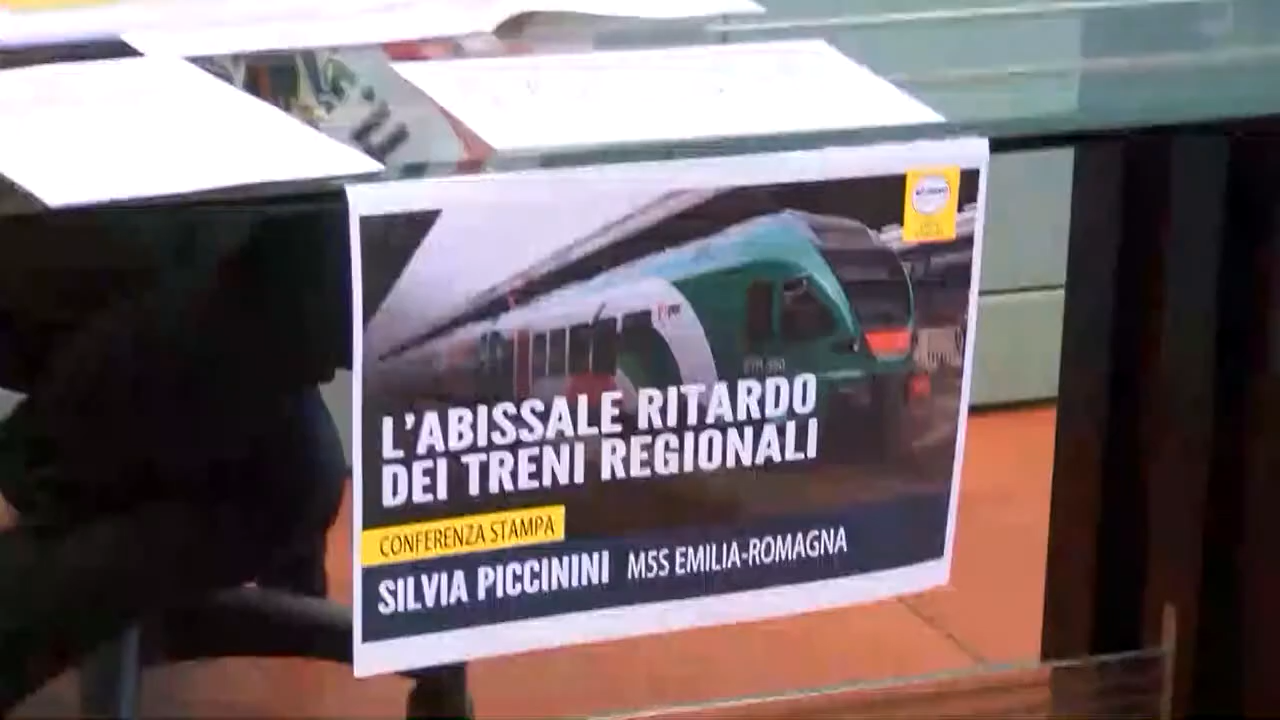 L'ABISSALE RITARDO
DEI TRENI REGIONALI
CONFERENZA STAMPA
SILVIA PICCININI M5S EMILIA-ROMAGNA